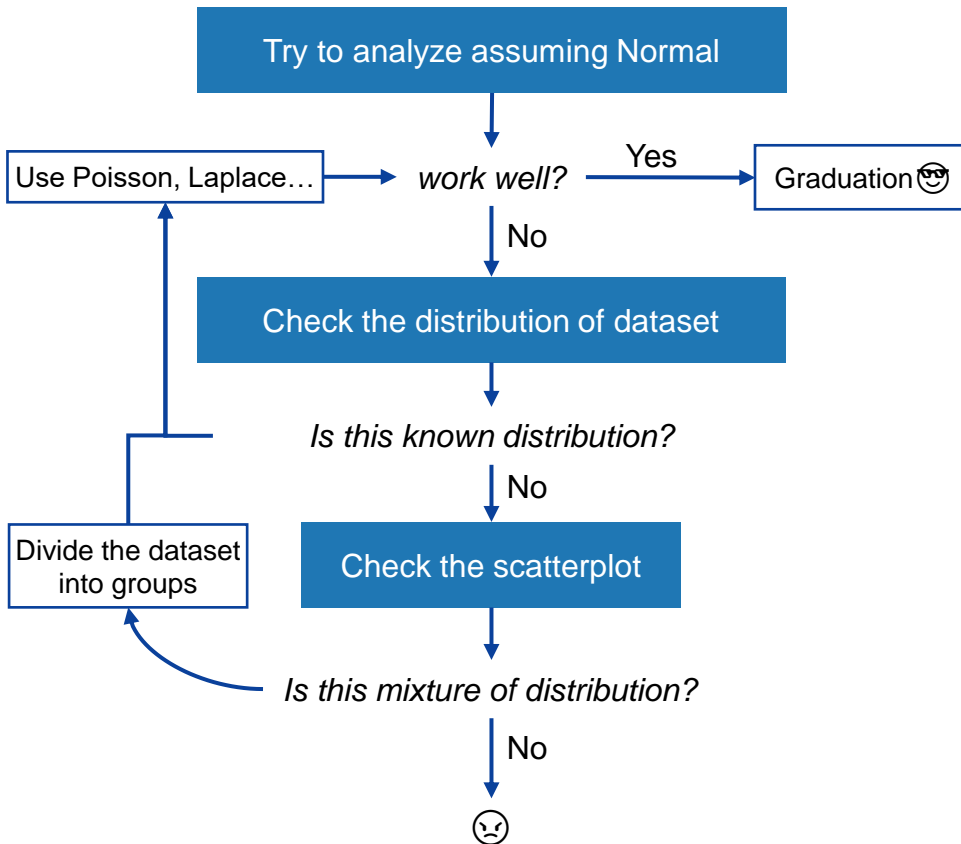 Try to analyze assuming Normal
Use Poisson, Laplace…
work well?
Yes
Graduation😎
No
Check the distribution of dataset
Is this known distribution?
No
Divide the dataset
into groups
Check the scatterplot
Is this mixture of distribution?
No
😠